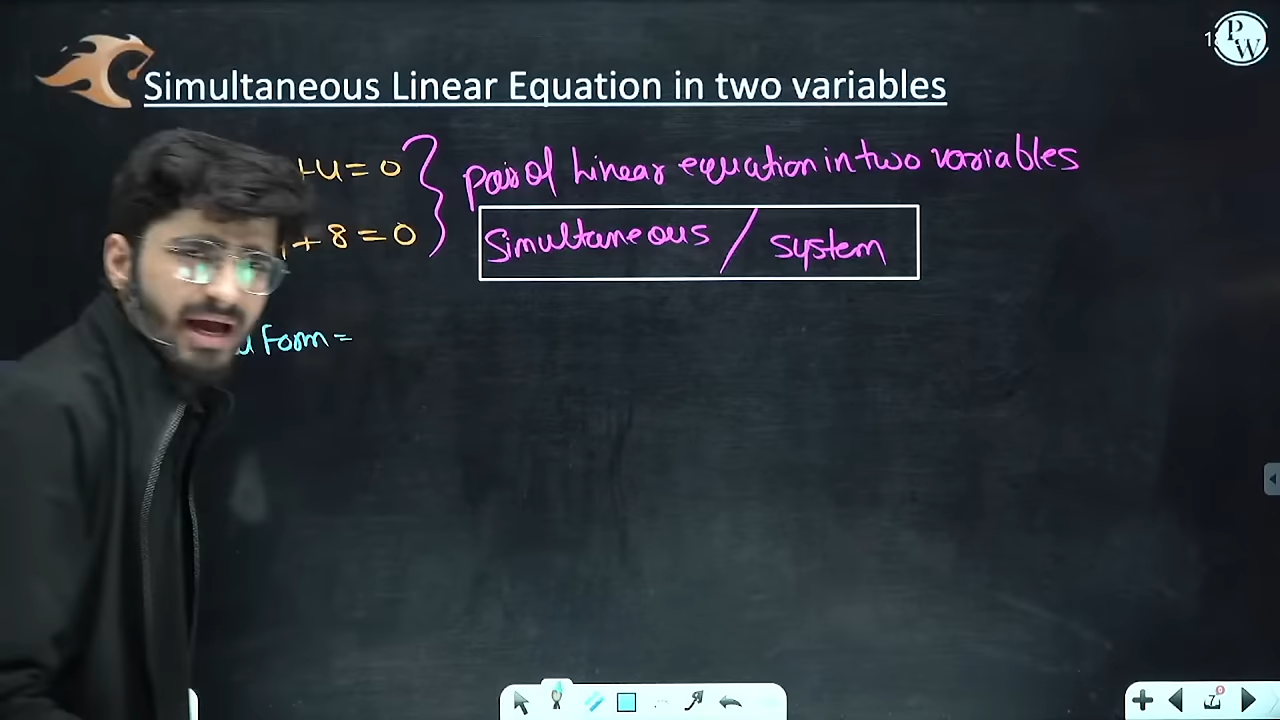 Simultaneous Linear Equation in two variables
PW
+4=0 pair of Linear equation in two variables
+8=0 Simultaneous / system
Form =